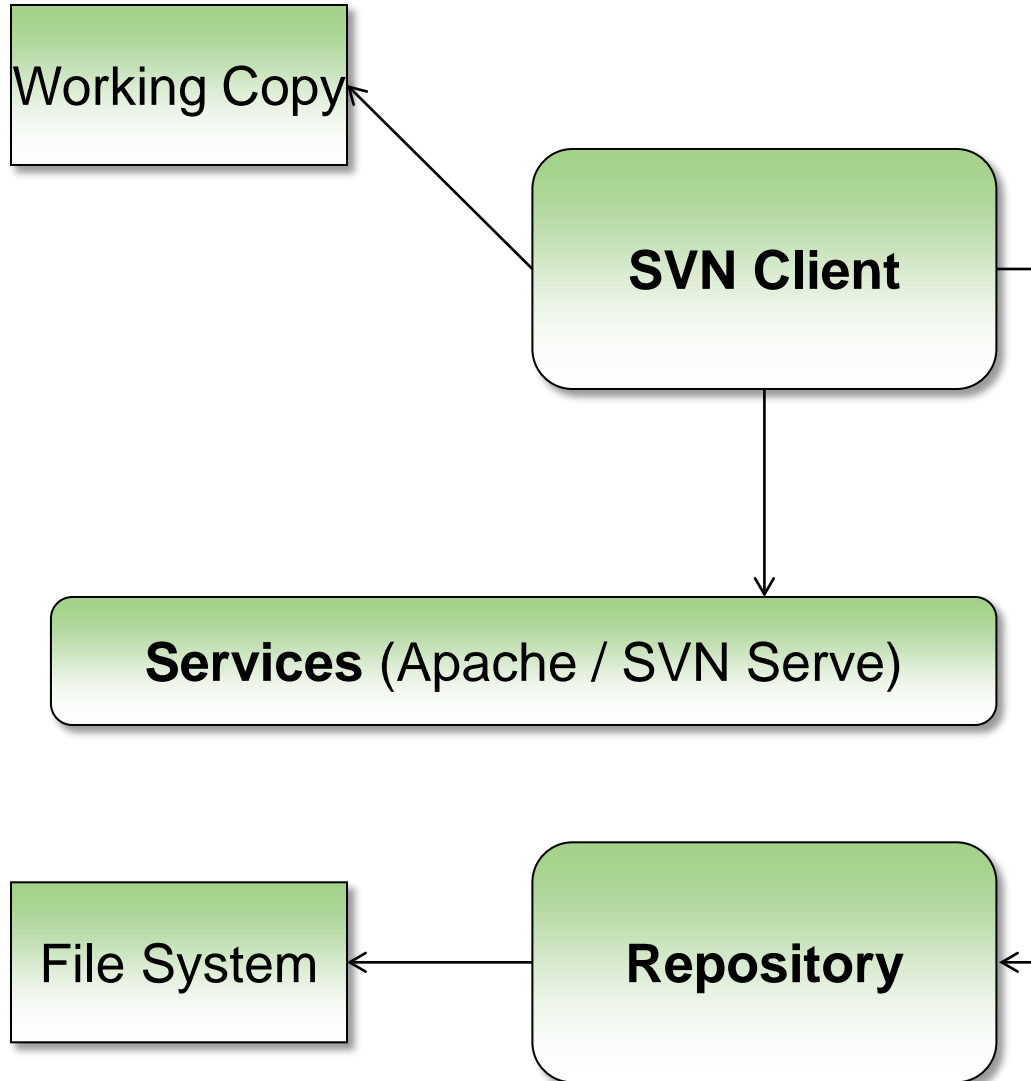 Working Copy
SVN Client
Services (Apache / SVN Serve)
File System
Repository